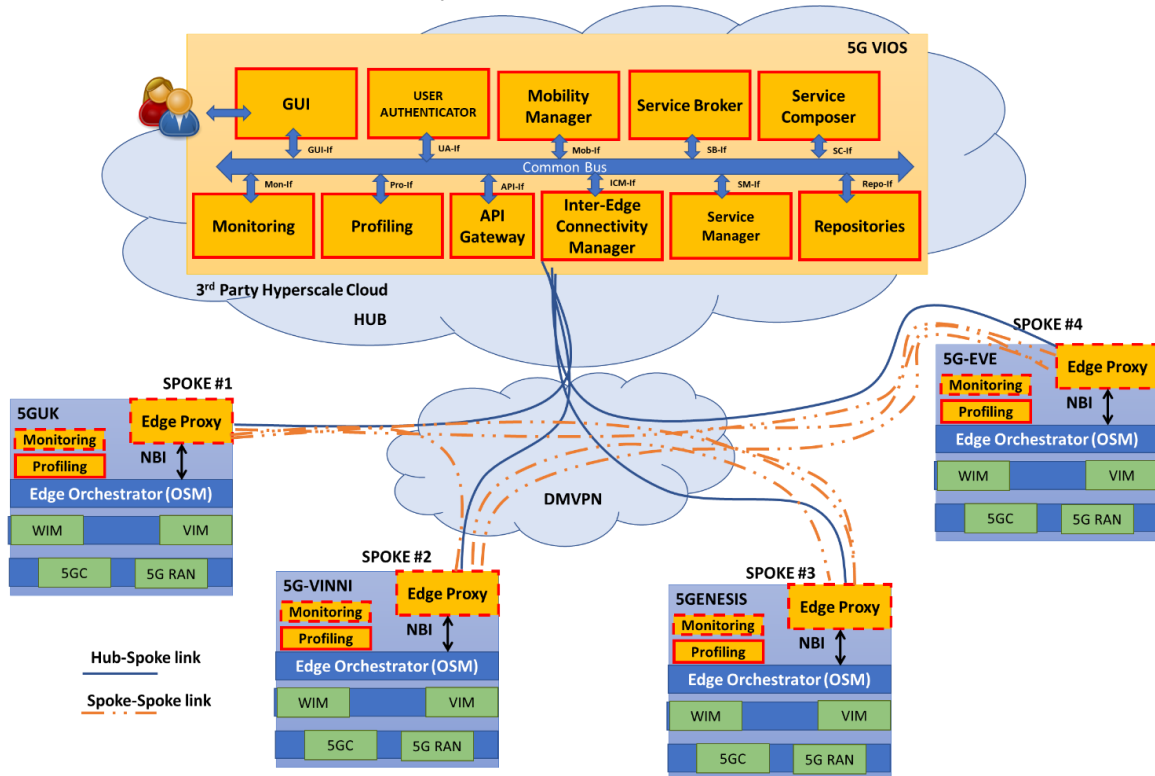 5G VIOS
GUI
USER
AUTHENTICATOR
Mobility
Manager
Service Broker
Service
Composer
GUI-If
UA-If
Mob-If
SB-If
SC-If
Common Bus
Mon-If
Pro-If
API-If
ICM-If
SM-If
Repo-If
Monitoring
Profiling
API
Gateway
Inter-Edge
Connectivity
Manager
Service
Manager
Repositories
3rd Party Hyperscale Cloud
HUB
SPOKE #4
5G-EVE
Edge Proxy
Monitoring
Profiling
NBI
Edge Orchestrator (OSM)
WIM
VIM
5GC
5G RAN
SPOKE #1
5GUK
Edge Proxy
Monitoring
Profiling
NBI
Edge Orchestrator (OSM)
WIM
VIM
5GC
5G RAN
DMVPN
SPOKE #2
5G-VINNI
Edge Proxy
Monitoring
Profiling
NBI
Edge Orchestrator (OSM)
WIM
VIM
5GC
5G RAN
SPOKE #3
5GENESIS
Edge Proxy
Monitoring
Profiling
NBI
Edge Orchestrator (OSM)
WIM
VIM
5GC
5G RAN
Hub-Spoke link
Spoke-Spoke link